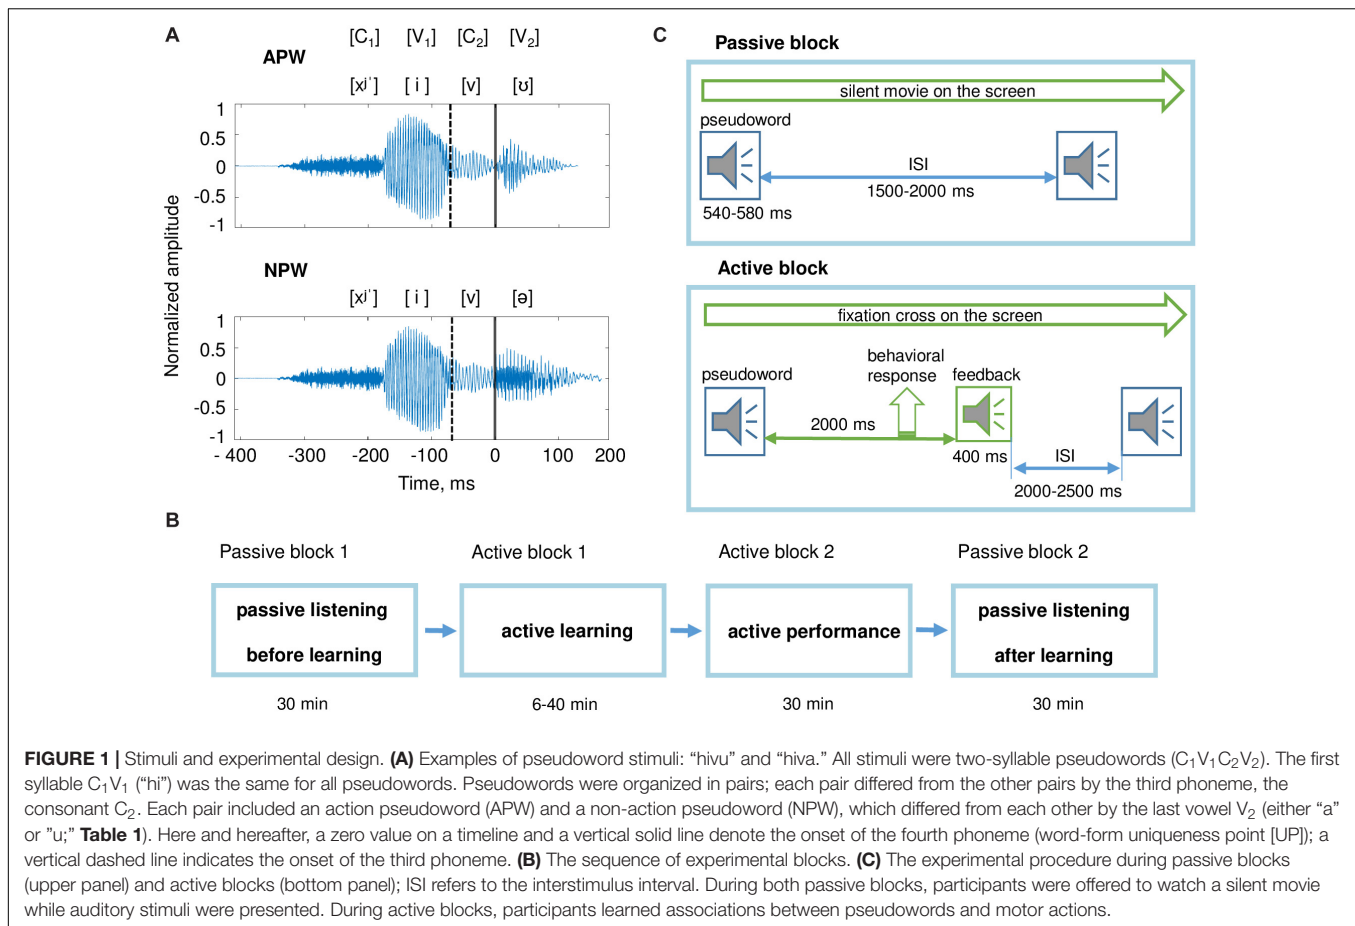 A
[C₁] [V₁] [C₂] [V₂]
APW
[xʲˈ] [ i ] [v] [ʊ]
1
0.5
0
-0.5
-1
NPW
[xʲˈ] [ i ] [v] [ə]
1
0.5
0
-0.5
-1
Normalized amplitude
- 400 -300 -200 -100 0 100 200
Time, ms
C
Passive block
silent movie on the screen
pseudoword
ISI
1500-2000 ms
540-580 ms
Active block
fixation cross on the screen
pseudoword
behavioral
response
feedback
2000 ms
400 ms
ISI
2000-2500 ms
B
Passive block 1 Active block 1 Active block 2 Passive block 2
passive listening
before learning
active learning
active performance
passive listening
after learning
30 min 6-40 min 30 min 30 min
FIGURE 1 | Stimuli and experimental design. (A) Examples of pseudoword stimuli: “hivu” and “hiva.” All stimuli were two-syllable pseudowords (C₁V₁C₂V₂). The first
syllable C₁V₁ (“hi”) was the same for all pseudowords. Pseudowords were organized in pairs; each pair differed from the other pairs by the third phoneme, the
consonant C₂. Each pair included an action pseudoword (APW) and a non-action pseudoword (NPW), which differed from each other by the last vowel V₂ (either “a”
or ”u;” Table 1). Here and hereafter, a zero value on a timeline and a vertical solid line denote the onset of the fourth phoneme (word-form uniqueness point [UP]); a
vertical dashed line indicates the onset of the third phoneme. (B) The sequence of experimental blocks. (C) The experimental procedure during passive blocks
(upper panel) and active blocks (bottom panel); ISI refers to the interstimulus interval. During both passive blocks, participants were offered to watch a silent movie
while auditory stimuli were presented. During active blocks, participants learned associations between pseudowords and motor actions.